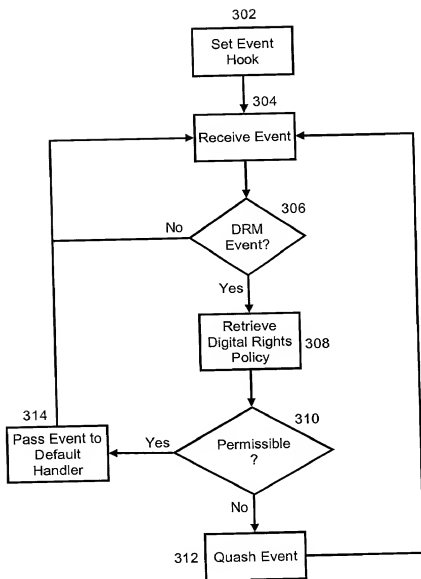 302
Set Event
Hook
304
Receive Event
306
DRM
Event?
No
Yes
Retrieve
Digital Rights
Policy
308
310
Permissible
?
314
Yes
Pass Event to
Default
Handler
No
312
Quash Event